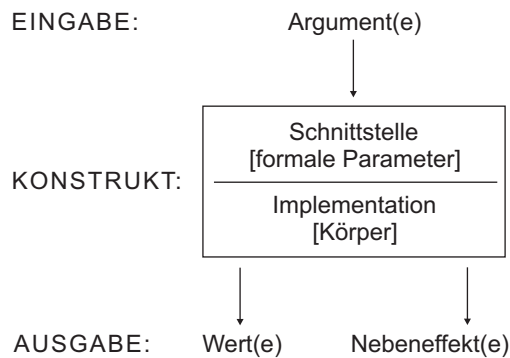 EINGABE: Argument(e)
Schnittstelle
[formale Parameter]
KONSTRUKT:
Implementation
[Körper]
AUSGABE: Wert(e) Nebeneffekt(e)